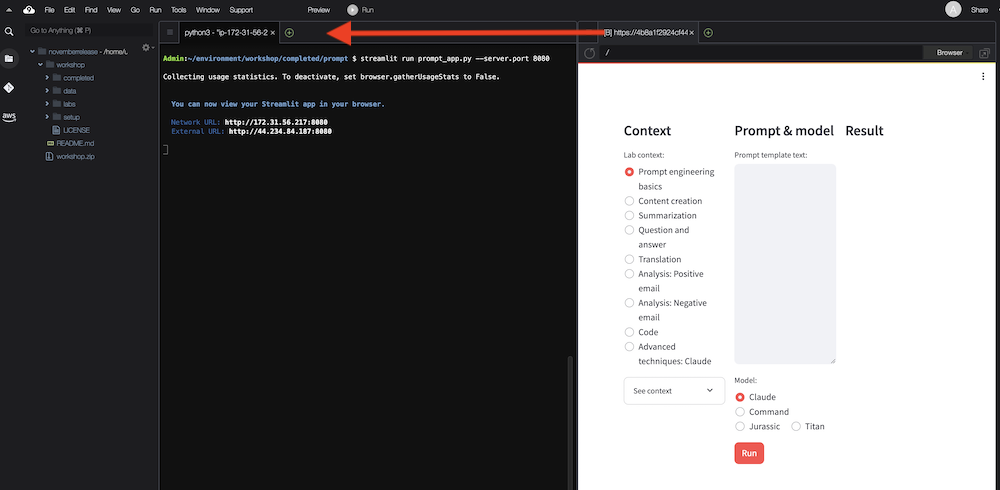 File Edit Find View Go Run Tools Window Support Preview Run Share
Go to Anything (⌘ P)
python3 - "ip-172-31-56-2 ×
[B] https://4b8a1f2924cf44 ×
/ Browser
novemberrelease - /home/
workshop
completed
data
labs
setup
LICENSE
README.md
workshop.zip
aws
Admin:~/environment/workshop/completed/prompt $ streamlit run prompt_app.py --server.port 8080
Collecting usage statistics. To deactivate, set browser.gatherUsageStats to False.
You can now view your Streamlit app in your browser.
Network URL: http://172.31.56.217:8080
External URL: http://44.234.84.187:8080
Context
Lab context:
Prompt engineering
basics
Content creation
Summarization
Question and
answer
Translation
Analysis: Positive
email
Analysis: Negative
email
Code
Advanced
techniques: Claude
See context
Prompt & model
Prompt template text:
Model:
Claude
Command
Jurassic Titan
Run
Result